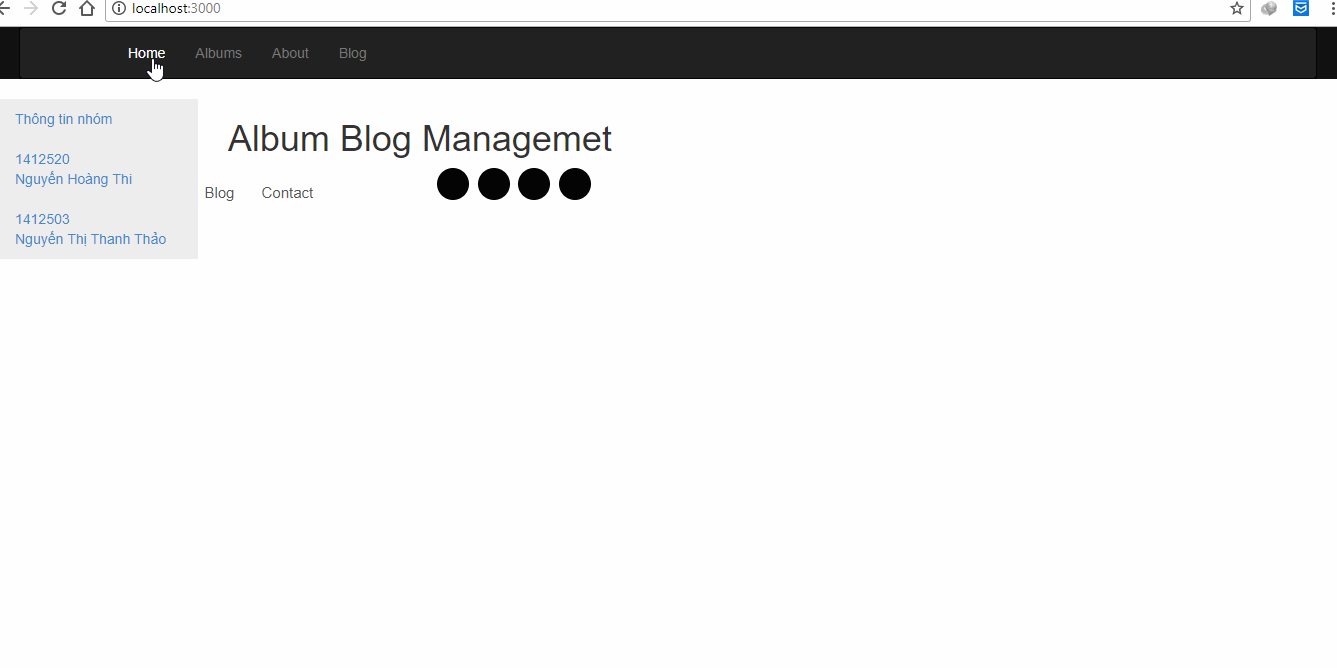 localhost:3000
Home Albums About Blog
Thông tin nhóm
1412520
Nguyễn Hoàng Thi
1412503
Nguyễn Thị Thanh Thảo
Album Blog Managemet
Blog Contact